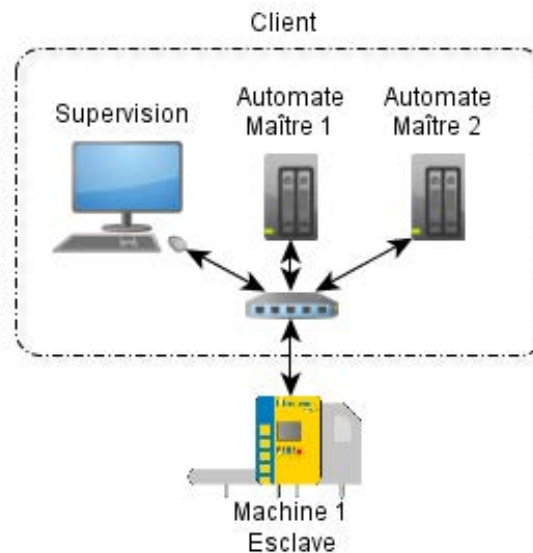 Client
Supervision
Automate
Maître 1
Automate
Maître 2
Machine 1
Esclave